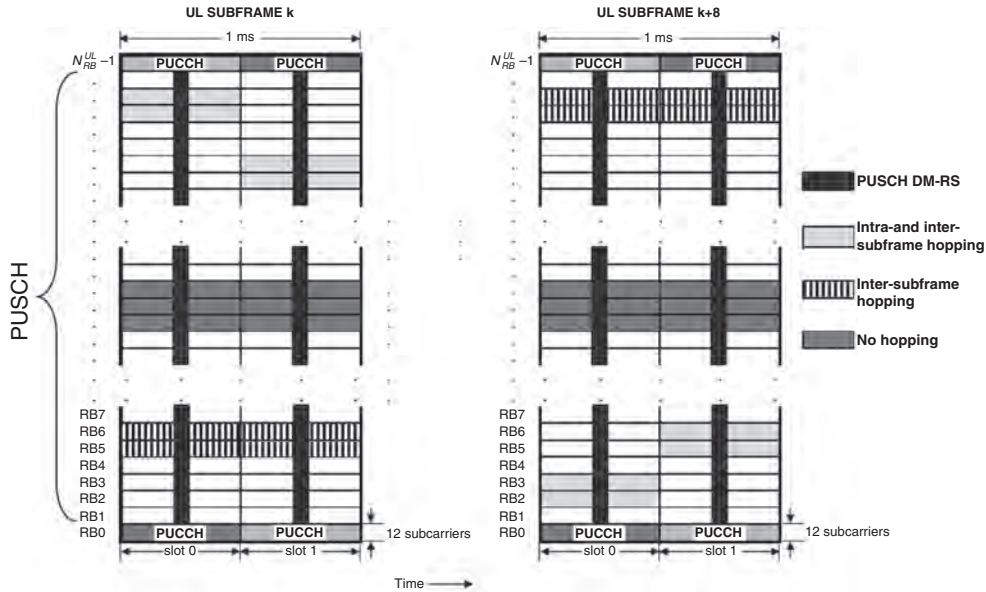 UL SUBFRAME k
UL SUBFRAME k+8
1 ms
1 ms
N_RB^UL –1
PUCCH
PUCCH
N_RB^UL –1
PUCCH
PUCCH
PUSCH DM-RS
Intra-and inter-
subframe hopping
Inter-subframe
hopping
No hopping
PUSCH
RB7
RB6
RB5
RB4
RB3
RB2
RB1
RB0
PUCCH
PUCCH
12 subcarriers
slot 0
slot 1
RB7
RB6
RB5
RB4
RB3
RB2
RB1
RB0
PUCCH
PUCCH
12 subcarriers
slot 0
slot 1
Time